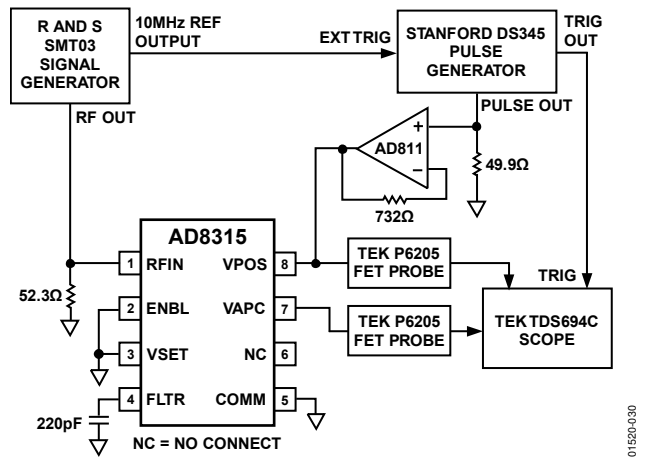 R AND S
SMT03
SIGNAL
GENERATOR
10MHz REF
OUTPUT
EXT TRIG
STANFORD DS345
PULSE
GENERATOR
TRIG
OUT
RF OUT
PULSE OUT
+
AD811
–
49.9Ω
732Ω
AD8315
1 RFIN
VPOS 8
TEK P6205
FET PROBE
TRIG
52.3Ω
2 ENBL
VAPC 7
TEK P6205
FET PROBE
TEK TDS694C
SCOPE
3 VSET
NC 6
4 FLTR
COMM 5
220pF
NC = NO CONNECT
01520-030